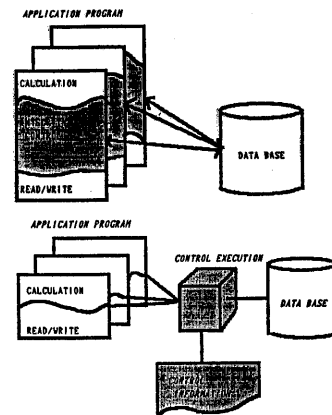 APPLICATION PROGRAM
CALCULATION
READ/WRITE
DATA BASE
APPLICATION PROGRAM
CONTROL EXECUTION
CALCULATION
READ/WRITE
DATA BASE